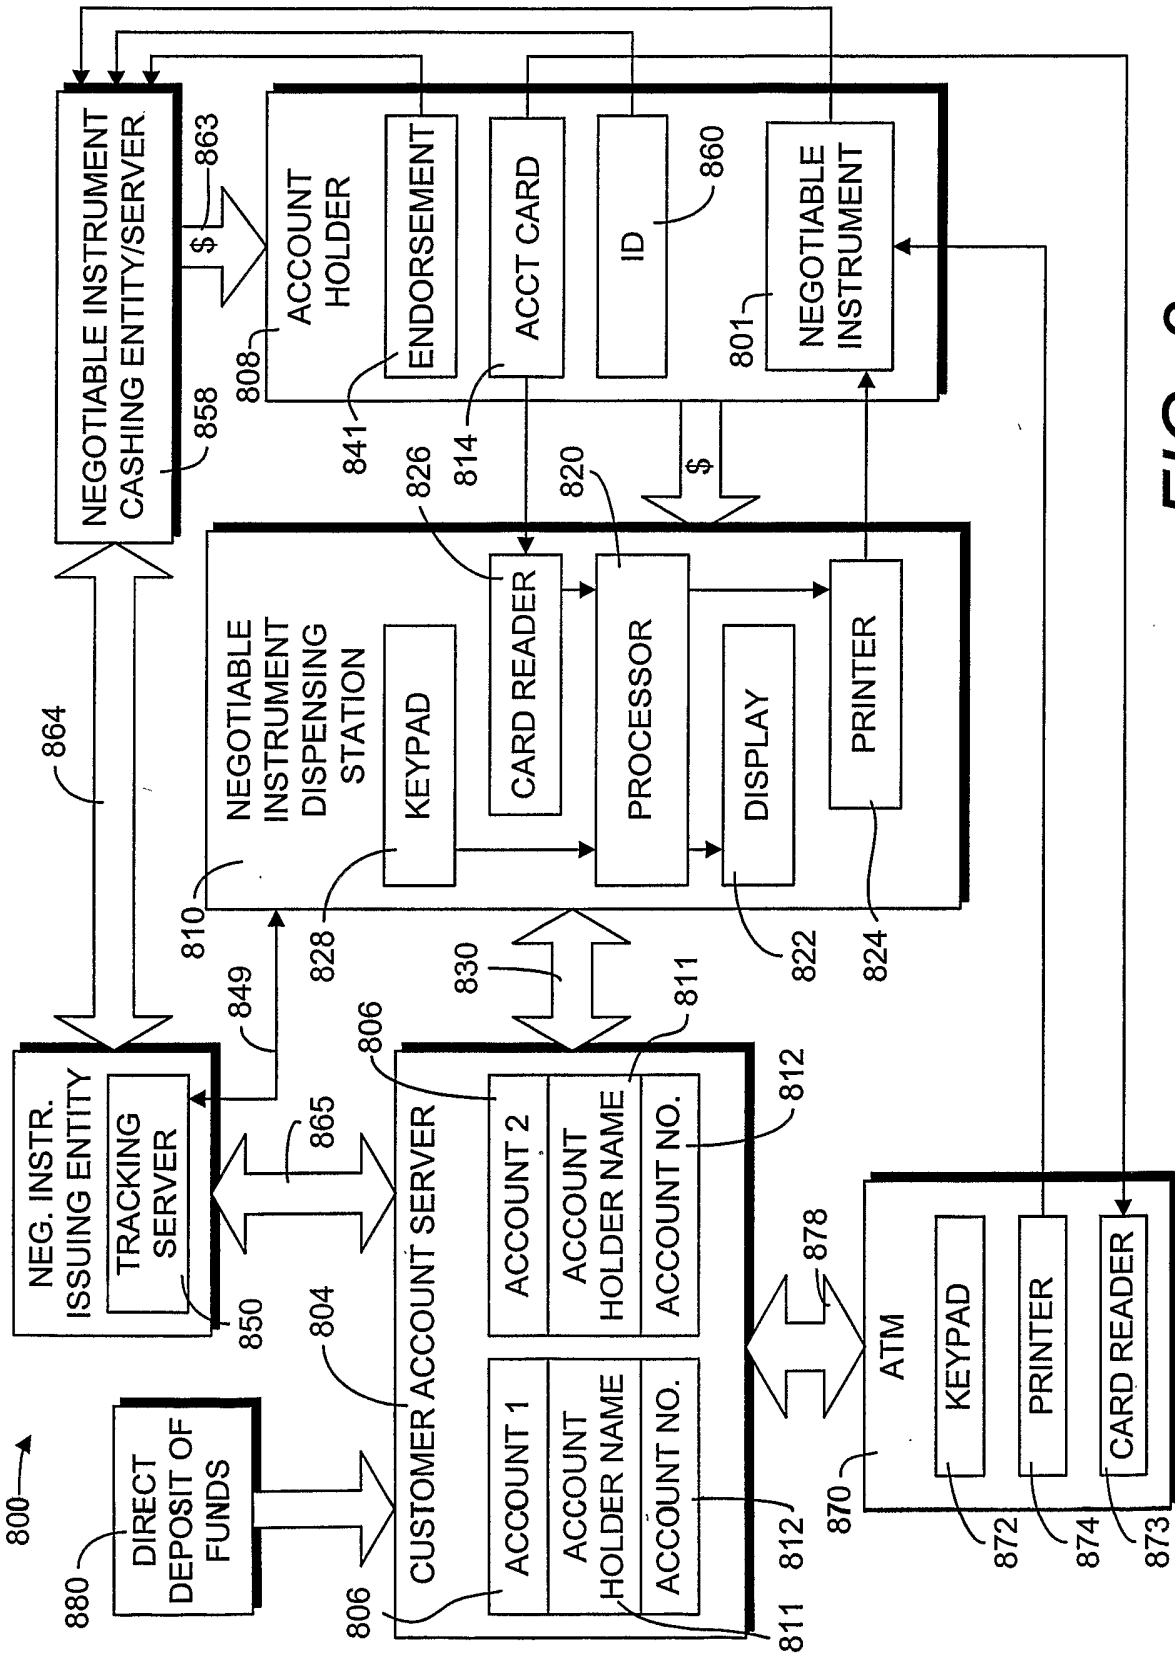 800
880
DIRECT
DEPOSIT OF
FUNDS
NEG. INSTR.
ISSUING ENTITY
TRACKING
SERVER
850
864
NEGOTIABLE INSTRUMENT
CASHING ENTITY/SERVER
858
849
865
804
863
$
CUSTOMER ACCOUNT SERVER
806
ACCOUNT 1
ACCOUNT
HOLDER NAME
ACCOUNT NO.
811
812
806
ACCOUNT 2
ACCOUNT
HOLDER NAME
ACCOUNT NO.
811
812
830
810
NEGOTIABLE
INSTRUMENT
DISPENSING
STATION
828
KEYPAD
826
CARD READER
820
PROCESSOR
822
DISPLAY
824
PRINTER
$
808
ACCOUNT
HOLDER
841
ENDORSEMENT
814
ACCT CARD
ID
860
801
NEGOTIABLE
INSTRUMENT
878
870
ATM
872
KEYPAD
874
PRINTER
873
CARD READER